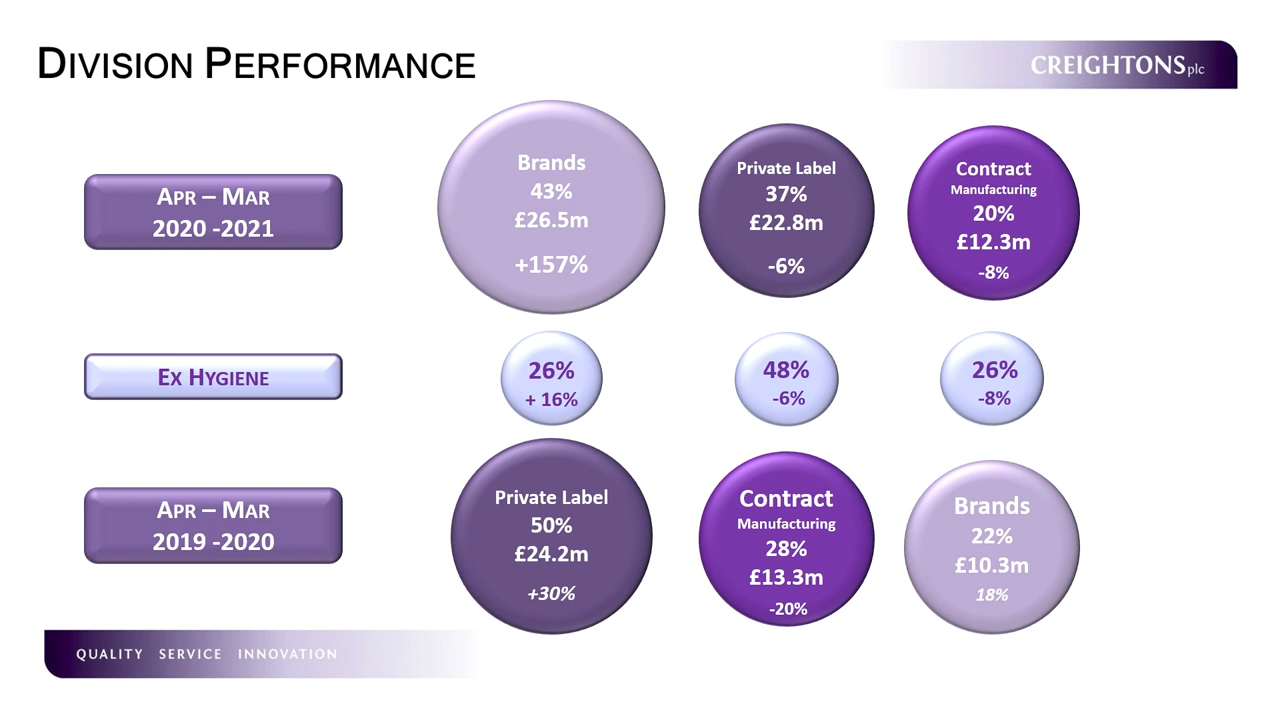 DIVISION PERFORMANCE
CREIGHTONSplc
APR – MAR
2020 -2021
Brands
43%
£26.5m
+157%
Private Label
37%
£22.8m
-6%
Contract
Manufacturing
20%
£12.3m
-8%
EX HYGIENE
26%
+ 16%
48%
-6%
26%
-8%
APR – MAR
2019 -2020
Private Label
50%
£24.2m
+30%
Contract
Manufacturing
28%
£13.3m
-20%
Brands
22%
£10.3m
18%
QUALITY SERVICE INNOVATION